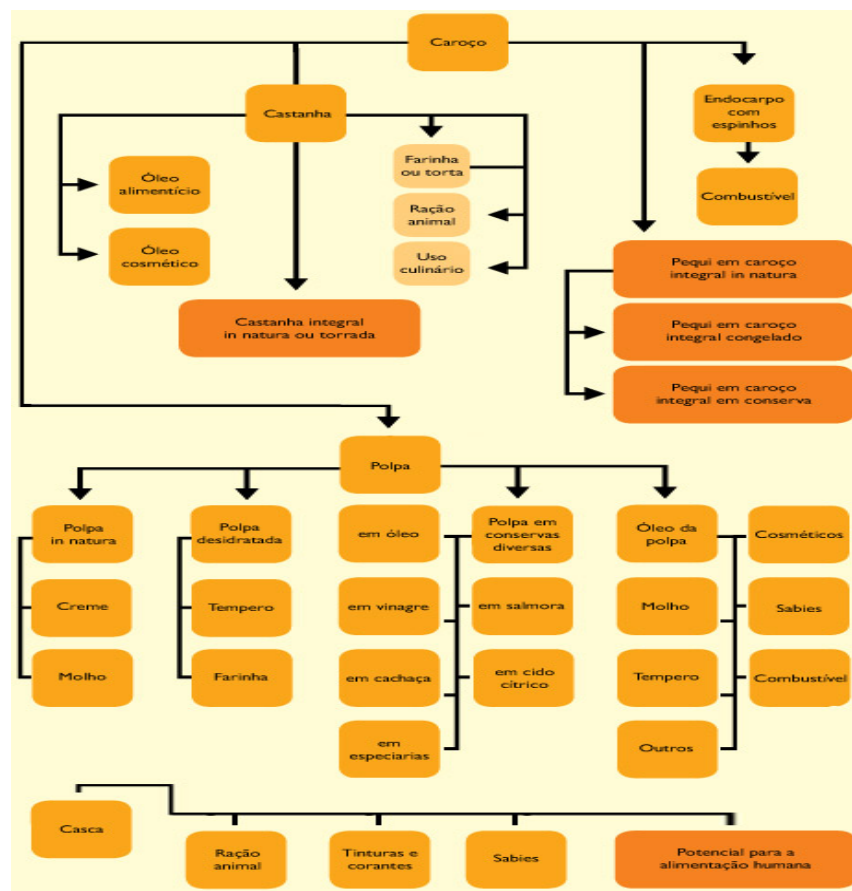 Caroço
Castanha
Endocarpo
com
espinhos
Óleo
alimentício
Farinha
ou torta
Combustível
Ração
animal
Óleo
cosmético
Uso
culinário
Pequi em caroço
integral in natura
Castanha integral
in natura ou torrada
Pequi em caroço
integral congelado
Pequi em caroço
integral em conserva
Polpa
Polpa
in natura
Polpa
desidratada
em óleo
Polpa em
conservas
diversas
Óleo da
polpa
Cosméticos
Creme
Tempero
em vinagre
em salmora
Molho
Sabies
Molho
Farinha
em cachaça
em cido
cítrico
Tempero
Combustível
em
especiarias
Outros
Casca
Ração
animal
Tinturas e
corantes
Sabies
Potencial para a
alimentação humana